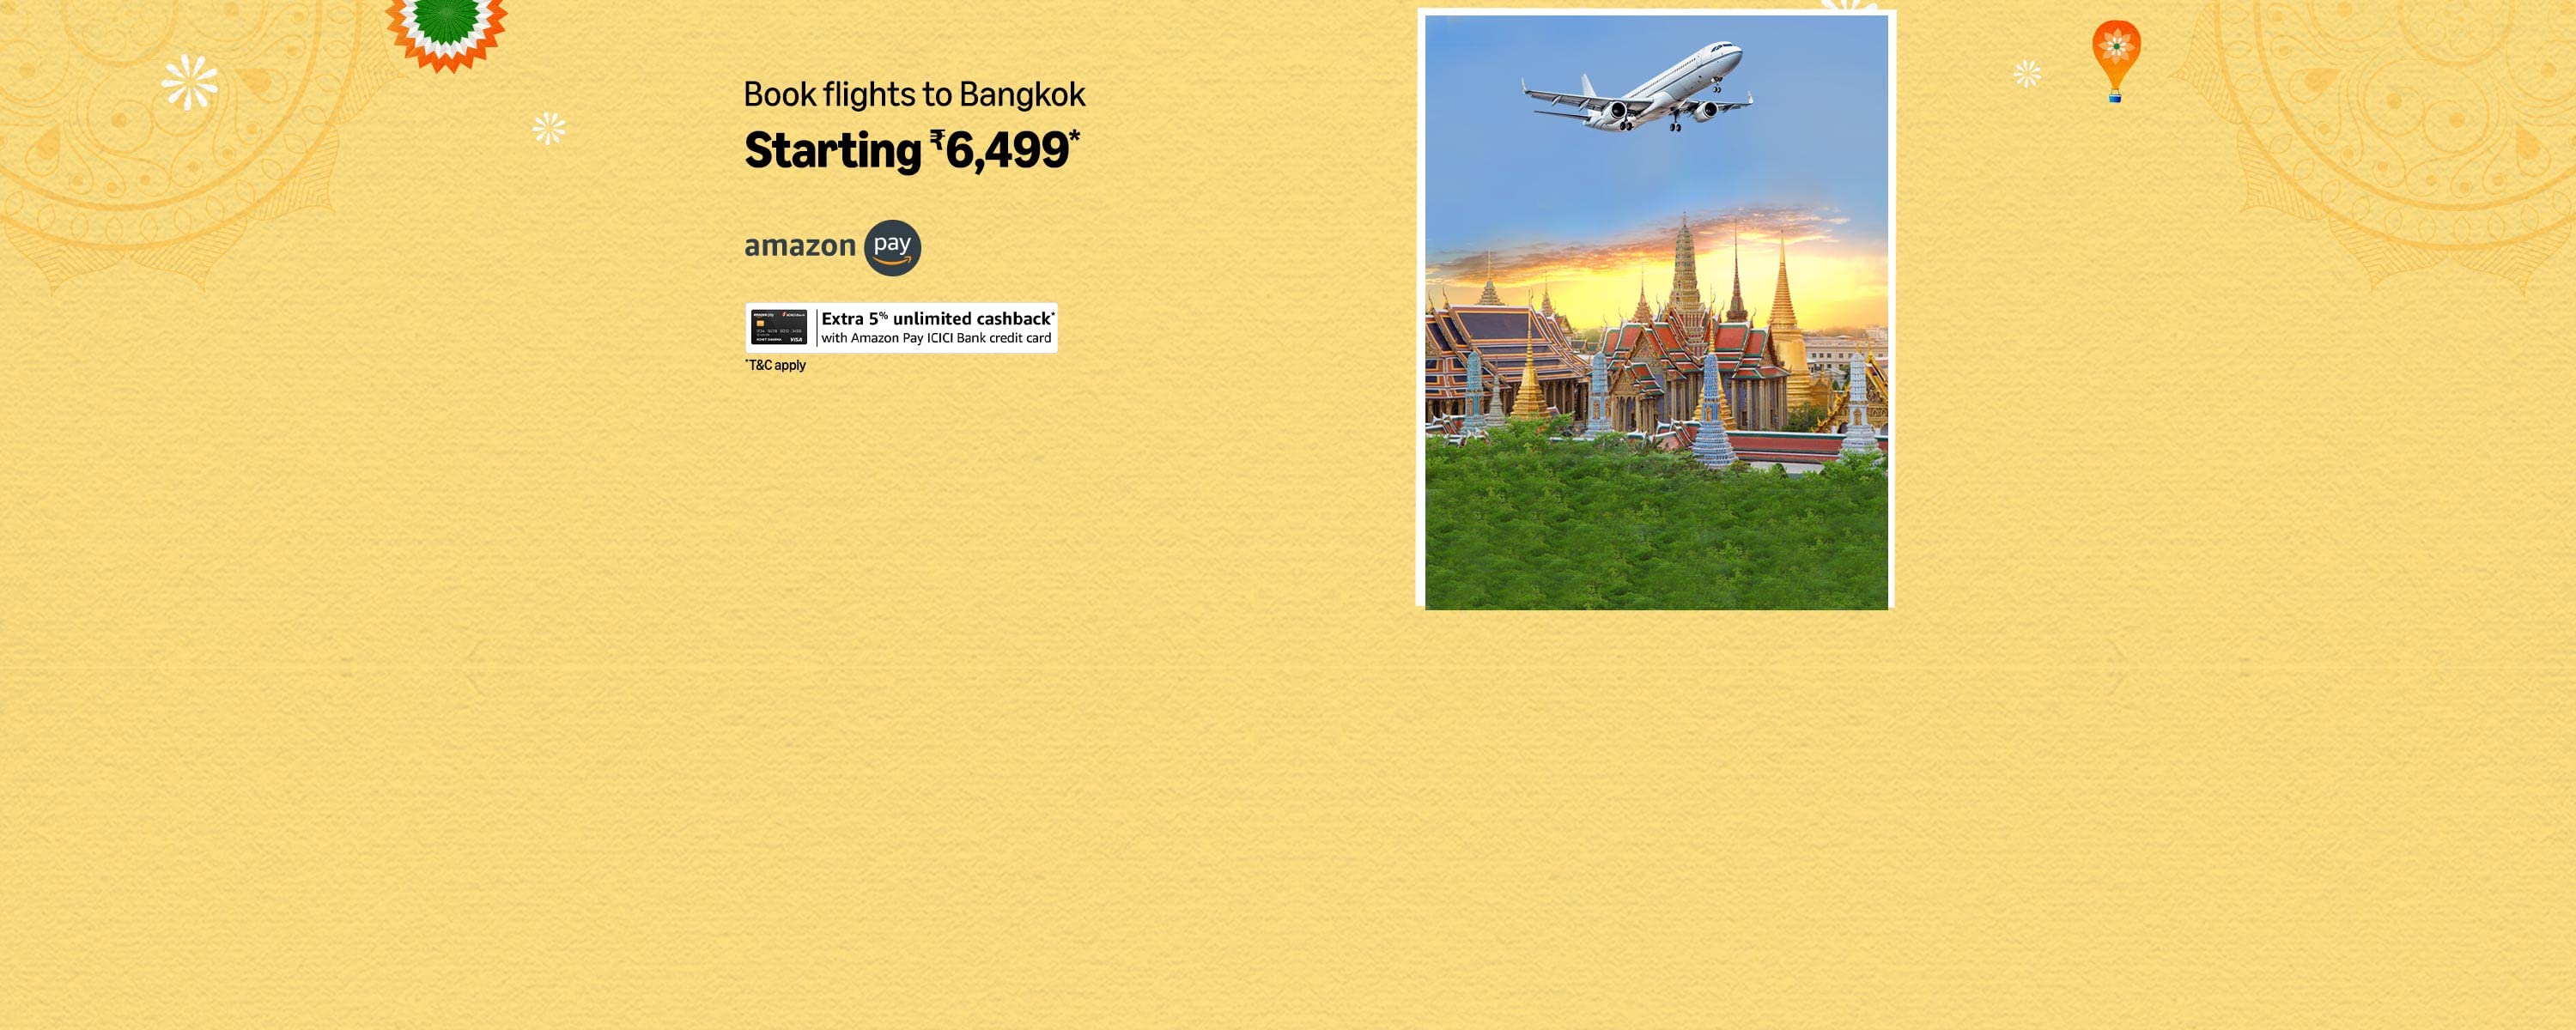 Book flights to Bangkok
Starting ₹6,499*
amazon pay
Extra 5% unlimited cashback*
with Amazon Pay ICICI Bank credit card
*T&C apply
VISA